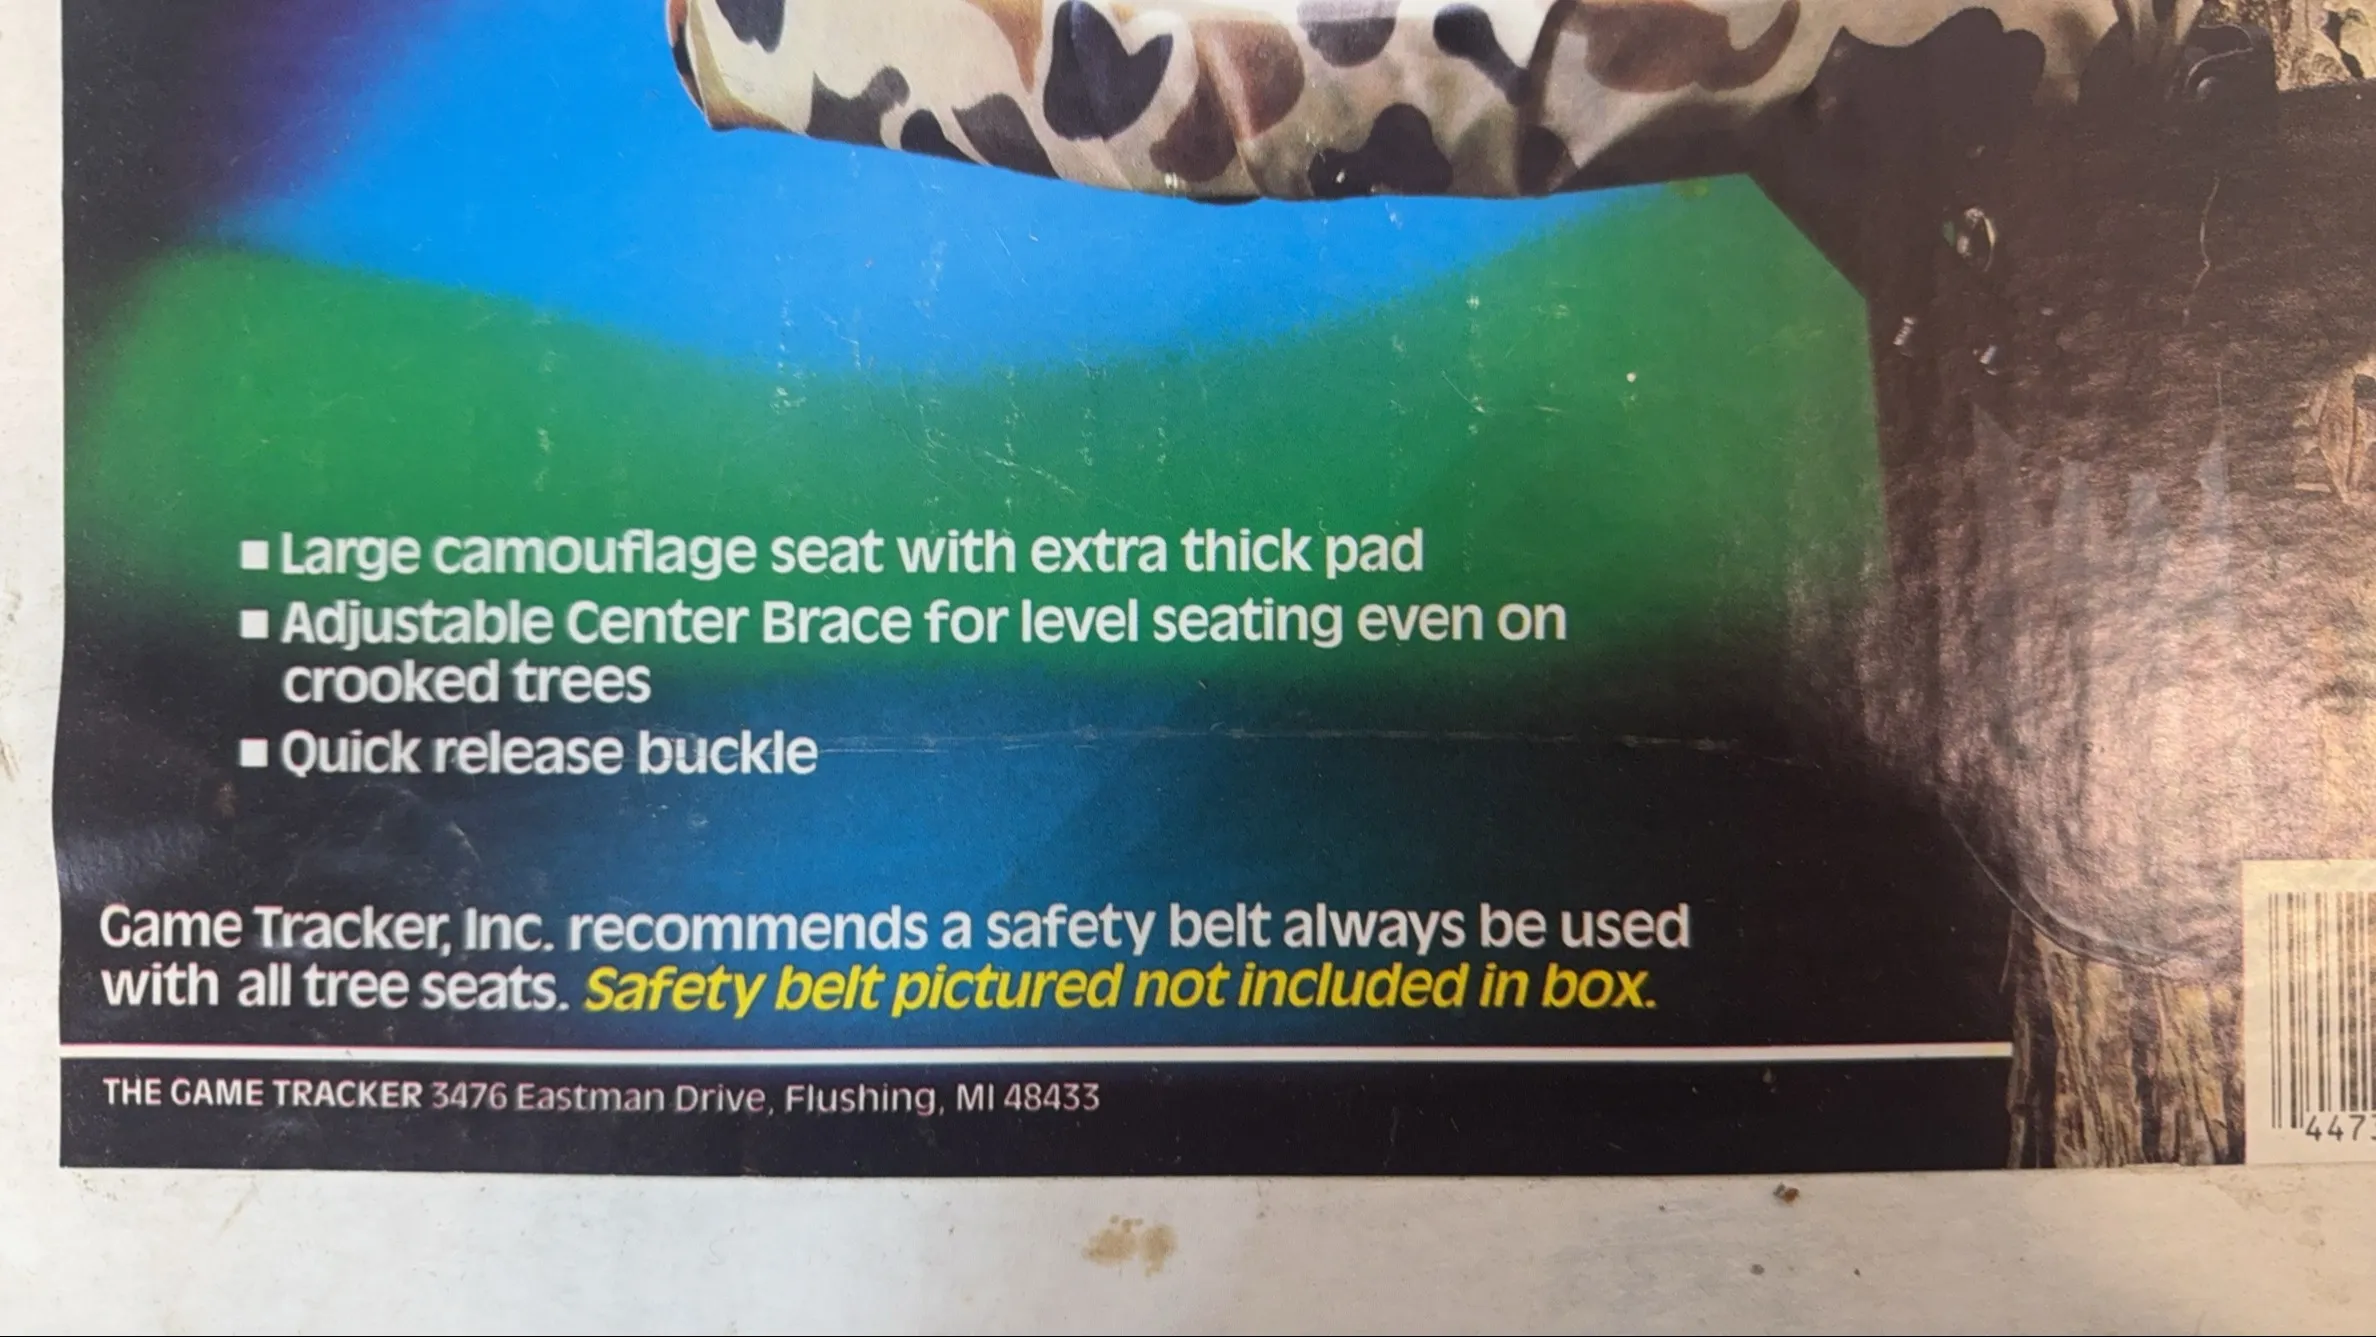 ■ Large camouflage seat with extra thick pad
■ Adjustable Center Brace for level seating even on
crooked trees
■ Quick release buckle
Game Tracker, Inc. recommends a safety belt always be used
with all tree seats. Safety belt pictured not included in box.
THE GAME TRACKER 3476 Eastman Drive, Flushing, MI 48433
447